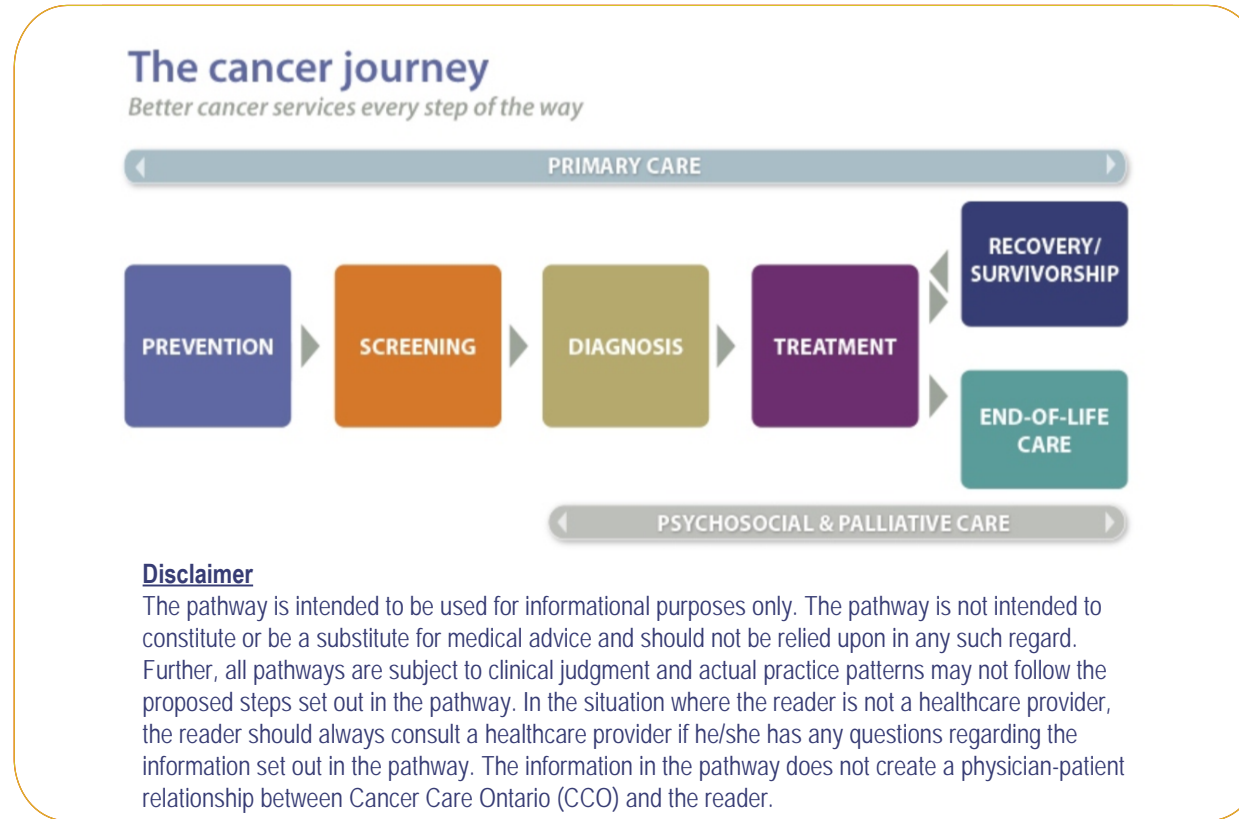 The cancer journey
Better cancer services every step of the way
PRIMARY CARE
PREVENTION
SCREENING
DIAGNOSIS
TREATMENT
RECOVERY/
SURVIVORSHIP
END-OF-LIFE
CARE
PSYCHOSOCIAL & PALLIATIVE CARE
Disclaimer
The pathway is intended to be used for informational purposes only. The pathway is not intended to
constitute or be a substitute for medical advice and should not be relied upon in any such regard.
Further, all pathways are subject to clinical judgment and actual practice patterns may not follow the
proposed steps set out in the pathway. In the situation where the reader is not a healthcare provider,
the reader should always consult a healthcare provider if he/she has any questions regarding the
information set out in the pathway. The information in the pathway does not create a physician-patient
relationship between Cancer Care Ontario (CCO) and the reader.